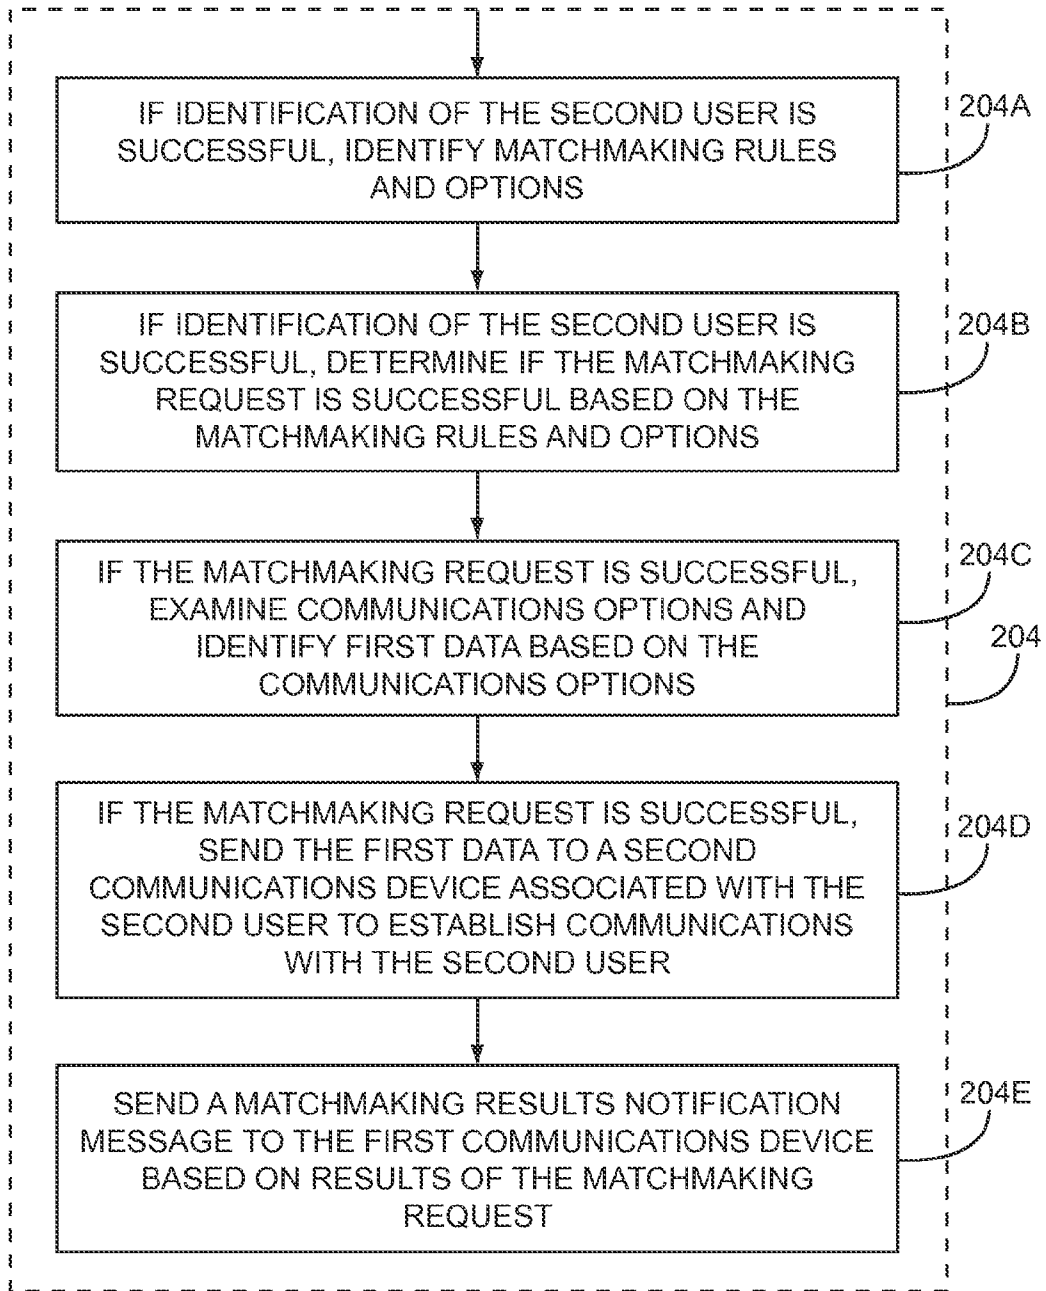 IF IDENTIFICATION OF THE SECOND USER IS
SUCCESSFUL, IDENTIFY MATCHMAKING RULES
AND OPTIONS
204A
IF IDENTIFICATION OF THE SECOND USER IS
SUCCESSFUL, DETERMINE IF THE MATCHMAKING
REQUEST IS SUCCESSFUL BASED ON THE
MATCHMAKING RULES AND OPTIONS
204B
IF THE MATCHMAKING REQUEST IS SUCCESSFUL,
EXAMINE COMMUNICATIONS OPTIONS AND
IDENTIFY FIRST DATA BASED ON THE
COMMUNICATIONS OPTIONS
204C
204
IF THE MATCHMAKING REQUEST IS SUCCESSFUL,
SEND THE FIRST DATA TO A SECOND
COMMUNICATIONS DEVICE ASSOCIATED WITH THE
SECOND USER TO ESTABLISH COMMUNICATIONS
WITH THE SECOND USER
204D
SEND A MATCHMAKING RESULTS NOTIFICATION
MESSAGE TO THE FIRST COMMUNICATIONS DEVICE
BASED ON RESULTS OF THE MATCHMAKING
REQUEST
204E